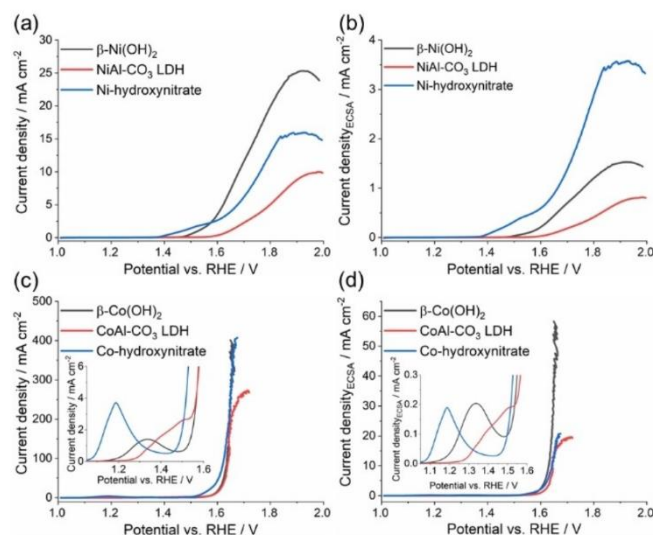 (a)
β-Ni(OH)2
NiAl-CO3 LDH
Ni-hydroxynitrate
Current density / mA cm-2
30
25
20
15
10
5
0
1.0 1.2 1.4 1.6 1.8 2.0
Potential vs. RHE / V
(b)
β-Ni(OH)2
NiAl-CO3 LDH
Ni-hydroxynitrate
Current densityECSA / mA cm-2
4
3
2
1
0
1.0 1.2 1.4 1.6 1.8 2.0
Potential vs. RHE / V
(c)
β-Co(OH)2
CoAl-CO3 LDH
Co-hydroxynitrate
Current density / mA cm-2
500
400
300
200
100
0
1.0 1.2 1.4 1.6 1.8 2.0
Potential vs. RHE / V
Current density / mA cm-2
6
4
2
0
1.2 1.3 1.4 1.5 1.6
Potential vs. RHE / V
(d)
β-Co(OH)2
CoAl-CO3 LDH
Co-hydroxynitrate
Current densityECSA / mA cm-2
60
50
40
30
20
10
0
1.0 1.2 1.4 1.6 1.8 2.0
Potential vs. RHE / V
Current densityECSA / mA cm-2
0.3
0.2
0.1
0.0
1.1 1.2 1.3 1.4 1.5 1.6
Potential vs. RHE / V